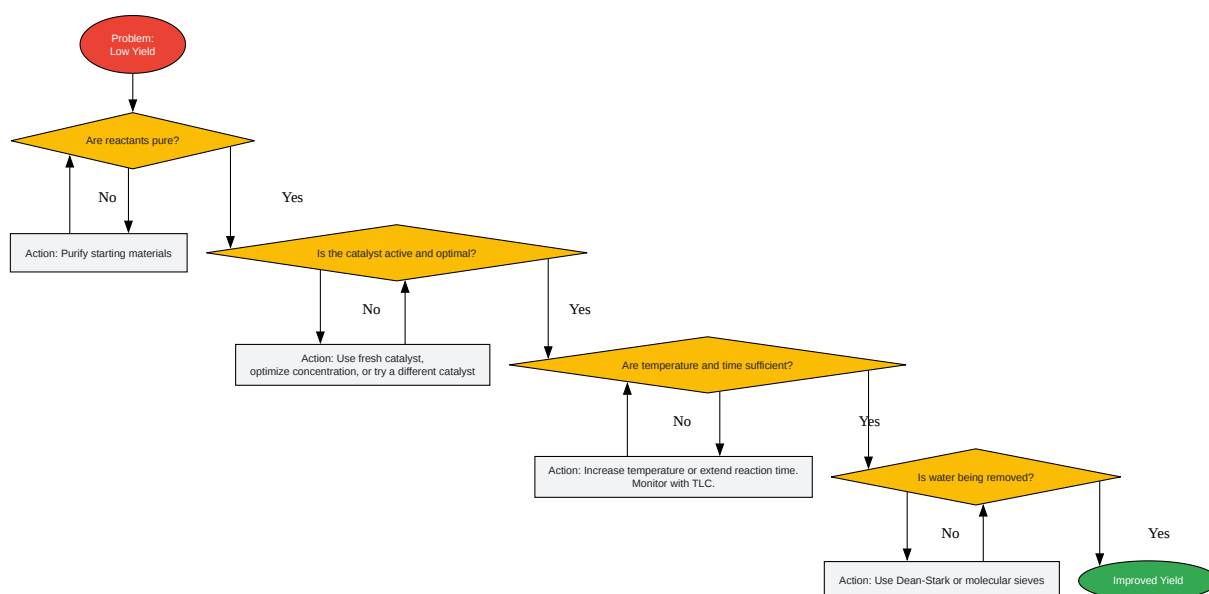 Problem:
Low Yield
Are reactants pure?
No
Yes
Action: Purify starting materials
Is the catalyst active and optimal?
No
Yes
Action: Use fresh catalyst,
optimize concentration, or try a different catalyst
Are temperature and time sufficient?
No
Yes
Action: Increase temperature or extend reaction time.
Monitor with TLC.
Is water being removed?
No
Yes
Action: Use Dean-Stark or molecular sieves
Improved Yield